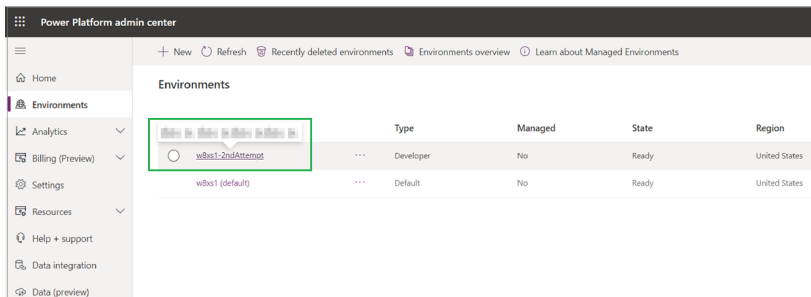 Power Platform admin center
New Refresh Recently deleted environments Environments overview Learn about Managed Environments
Home
Environments
Analytics
Billing (Preview)
Settings
Resources
Help + support
Data integration
Data (preview)
Environments
Type Managed State Region
w8xs1-2ndAttempt ... Developer No Ready United States
w8xs1 (default) ... Default No Ready United States